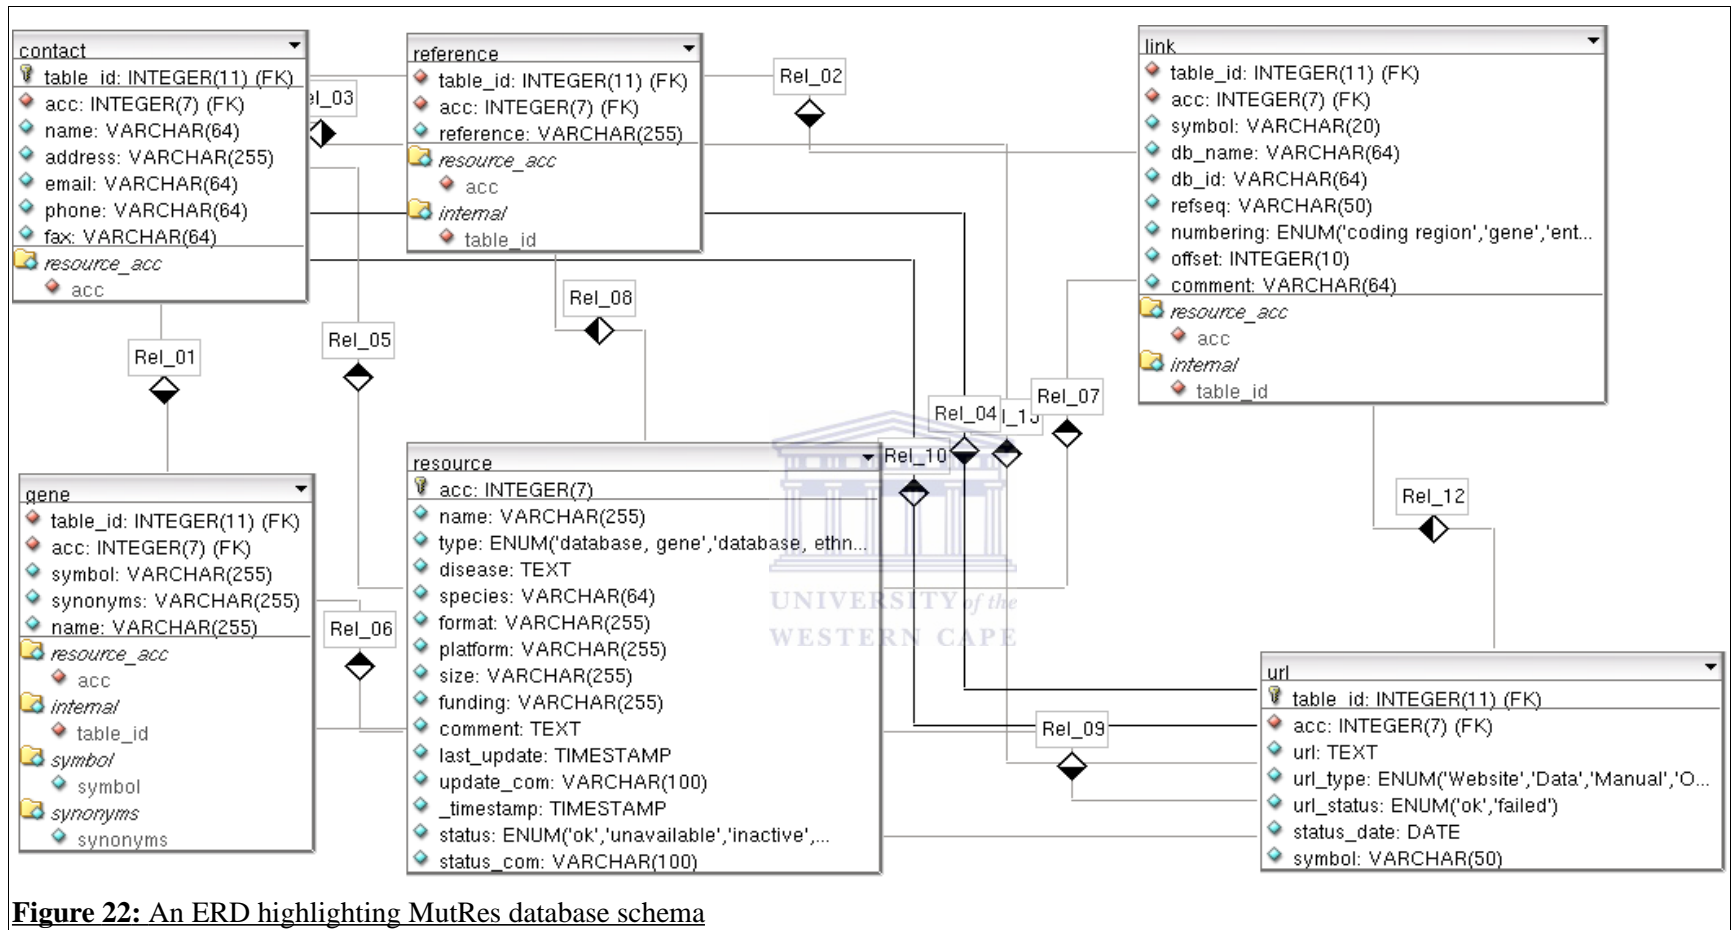 contact
table_id: INTEGER(11) (FK)
acc: INTEGER(7) (FK)
name: VARCHAR(64)
address: VARCHAR(255)
email: VARCHAR(64)
phone: VARCHAR(64)
fax: VARCHAR(64)
resource_acc
acc
reference
table_id: INTEGER(11) (FK)
acc: INTEGER(7) (FK)
reference: VARCHAR(255)
resource_acc
acc
internal
table_id
link
table_id: INTEGER(11) (FK)
acc: INTEGER(7) (FK)
symbol: VARCHAR(20)
db_name: VARCHAR(64)
db_id: VARCHAR(64)
refseq: VARCHAR(50)
numbering: ENUM('coding region','gene','ent...
offset: INTEGER(10)
comment: VARCHAR(64)
resource_acc
acc
internal
table_id
Rel_02
el_03
Rel_08
Rel_05
Rel_01
Rel_07
Rel_04
Rel_10
Rel_12
Rel_06
Rel_09
gene
table_id: INTEGER(11) (FK)
acc: INTEGER(7) (FK)
symbol: VARCHAR(255)
synonyms: VARCHAR(255)
name: VARCHAR(255)
resource_acc
acc
internal
table_id
symbol
symbol
synonyms
synonyms
resource
acc: INTEGER(7)
name: VARCHAR(255)
type: ENUM('database, gene','database, ethn...
disease: TEXT
species: VARCHAR(64)
format: VARCHAR(255)
platform: VARCHAR(255)
size: VARCHAR(255)
funding: VARCHAR(255)
comment: TEXT
last_update: TIMESTAMP
update_com: VARCHAR(100)
_timestamp: TIMESTAMP
status: ENUM('ok','unavailable','inactive',...
status_com: VARCHAR(100)
UNIVERSITY of the
WESTERN CAPE
url
table_id: INTEGER(11) (FK)
acc: INTEGER(7) (FK)
url: TEXT
url_type: ENUM('Website','Data','Manual','O...
url_status: ENUM('ok','failed')
status_date: DATE
symbol: VARCHAR(50)
Figure 22: An ERD highlighting MutRes database schema